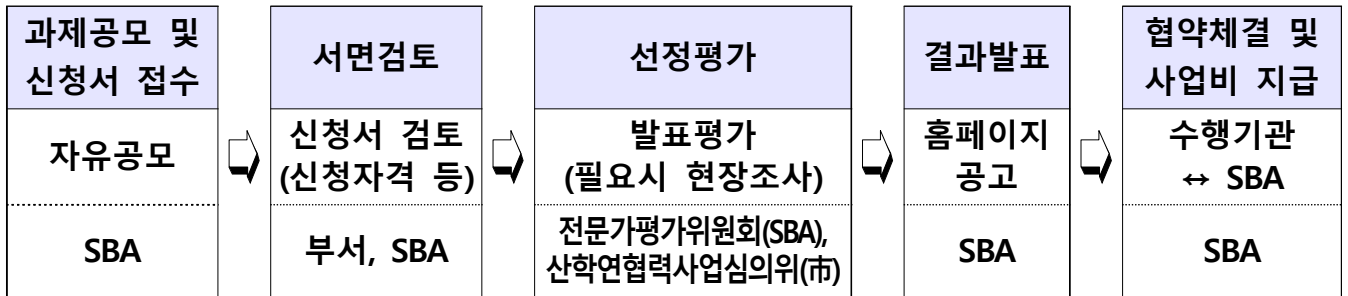 과제공모 및
신청서 접수
자유공모
SBA
서면검토
신청서 검토
(신청자격 등)
부서, SBA
선정평가
발표평가
(필요시 현장조사)
전문가평가위원회(SBA),
산학연협력사업심의위(市)
결과발표
홈페이지
공고
SBA
협약체결 및
사업비 지급
수행기관
↔ SBA
SBA